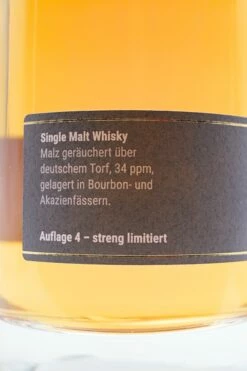 Single Malt Whisky
Malz geräuchert über
deutschem Torf, 34 ppm,
gelagert in Bourbon- und
Akazienfässern.
Auflage 4 – streng limitiert